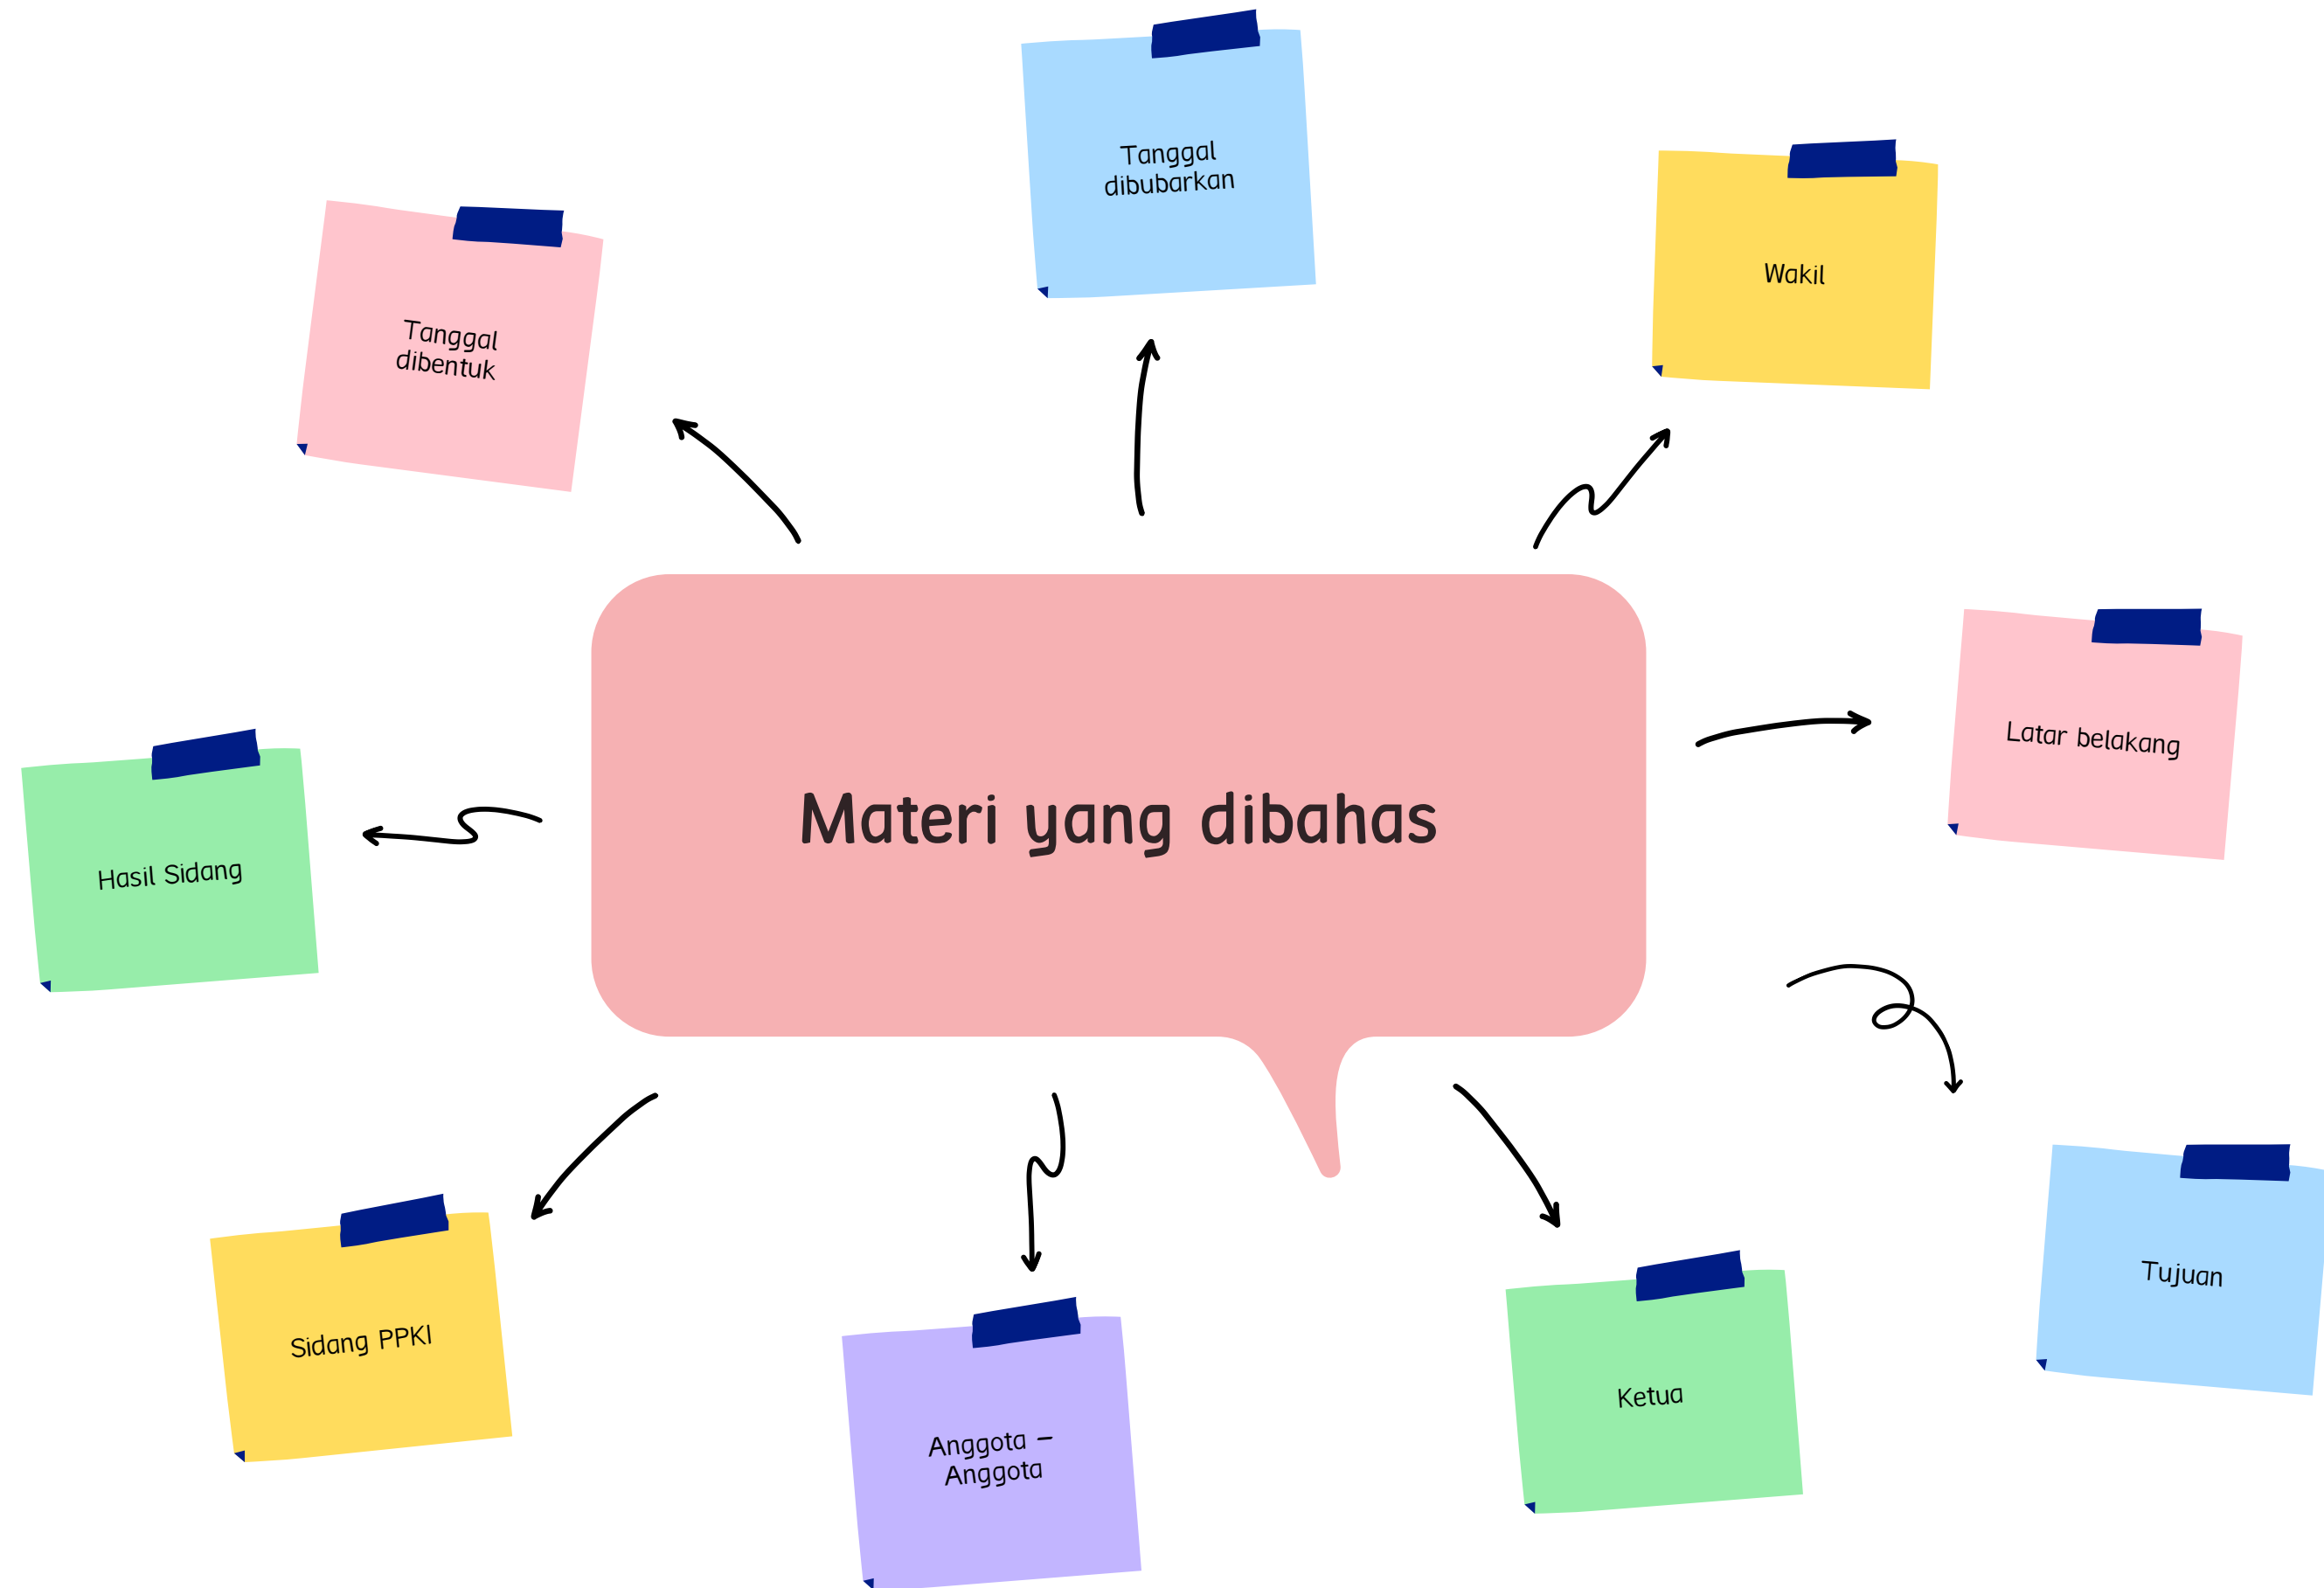 Tanggal
dibubarkan
Wakil
Tanggal
dibentuk
Latar belakang
Materi yang dibahas
Hasil Sidang
Tujuan
Sidang PPKI
Ketua
Anggota –
Anggota